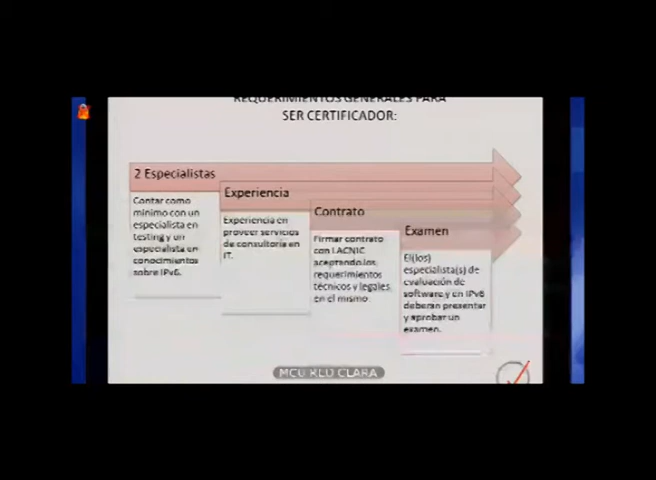 REQUERIMIENTOS GENERALES PARA
SER CERTIFICADOR:
2 Especialistas
Contar como
mínimo con un
especialista en
testing y un
especialista en
conocimientos
sobre IPv6.
Experiencia
Experiencia en
proveer servicios
de consultoría en
IT.
Contrato
Firmar contrato
con LACNIC
aceptando los
requerimientos
técnicos y legales
en el mismo
Examen
El(los)
especialista(s) de
evaluación de
software y en IPv6
deberan presentar
y aprobar un
examen.
MCU RED CLARA